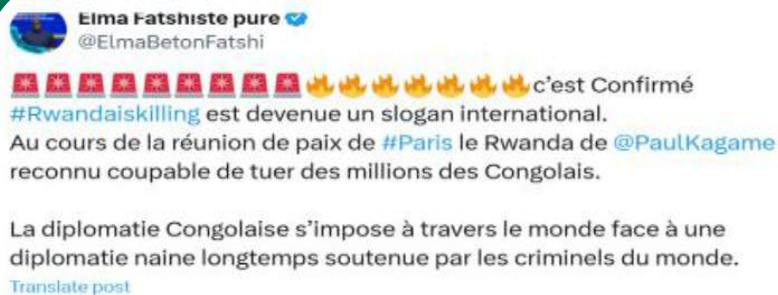 Elma Fatshiste pure
@ElmaBetonFatshi
🚨🚨🚨🚨🚨🚨🚨🚨🚨🔥🔥🔥🔥🔥🔥🔥c’est Confirmé
#Rwandaiskilling est devenue un slogan international.
Au cours de la réunion de paix de #Paris le Rwanda de @PaulKagame
reconnu coupable de tuer des millions des Congolais.
La diplomatie Congolaise s’impose à travers le monde face à une
diplomatie naine longtemps soutenue par les criminels du monde.
Translate post